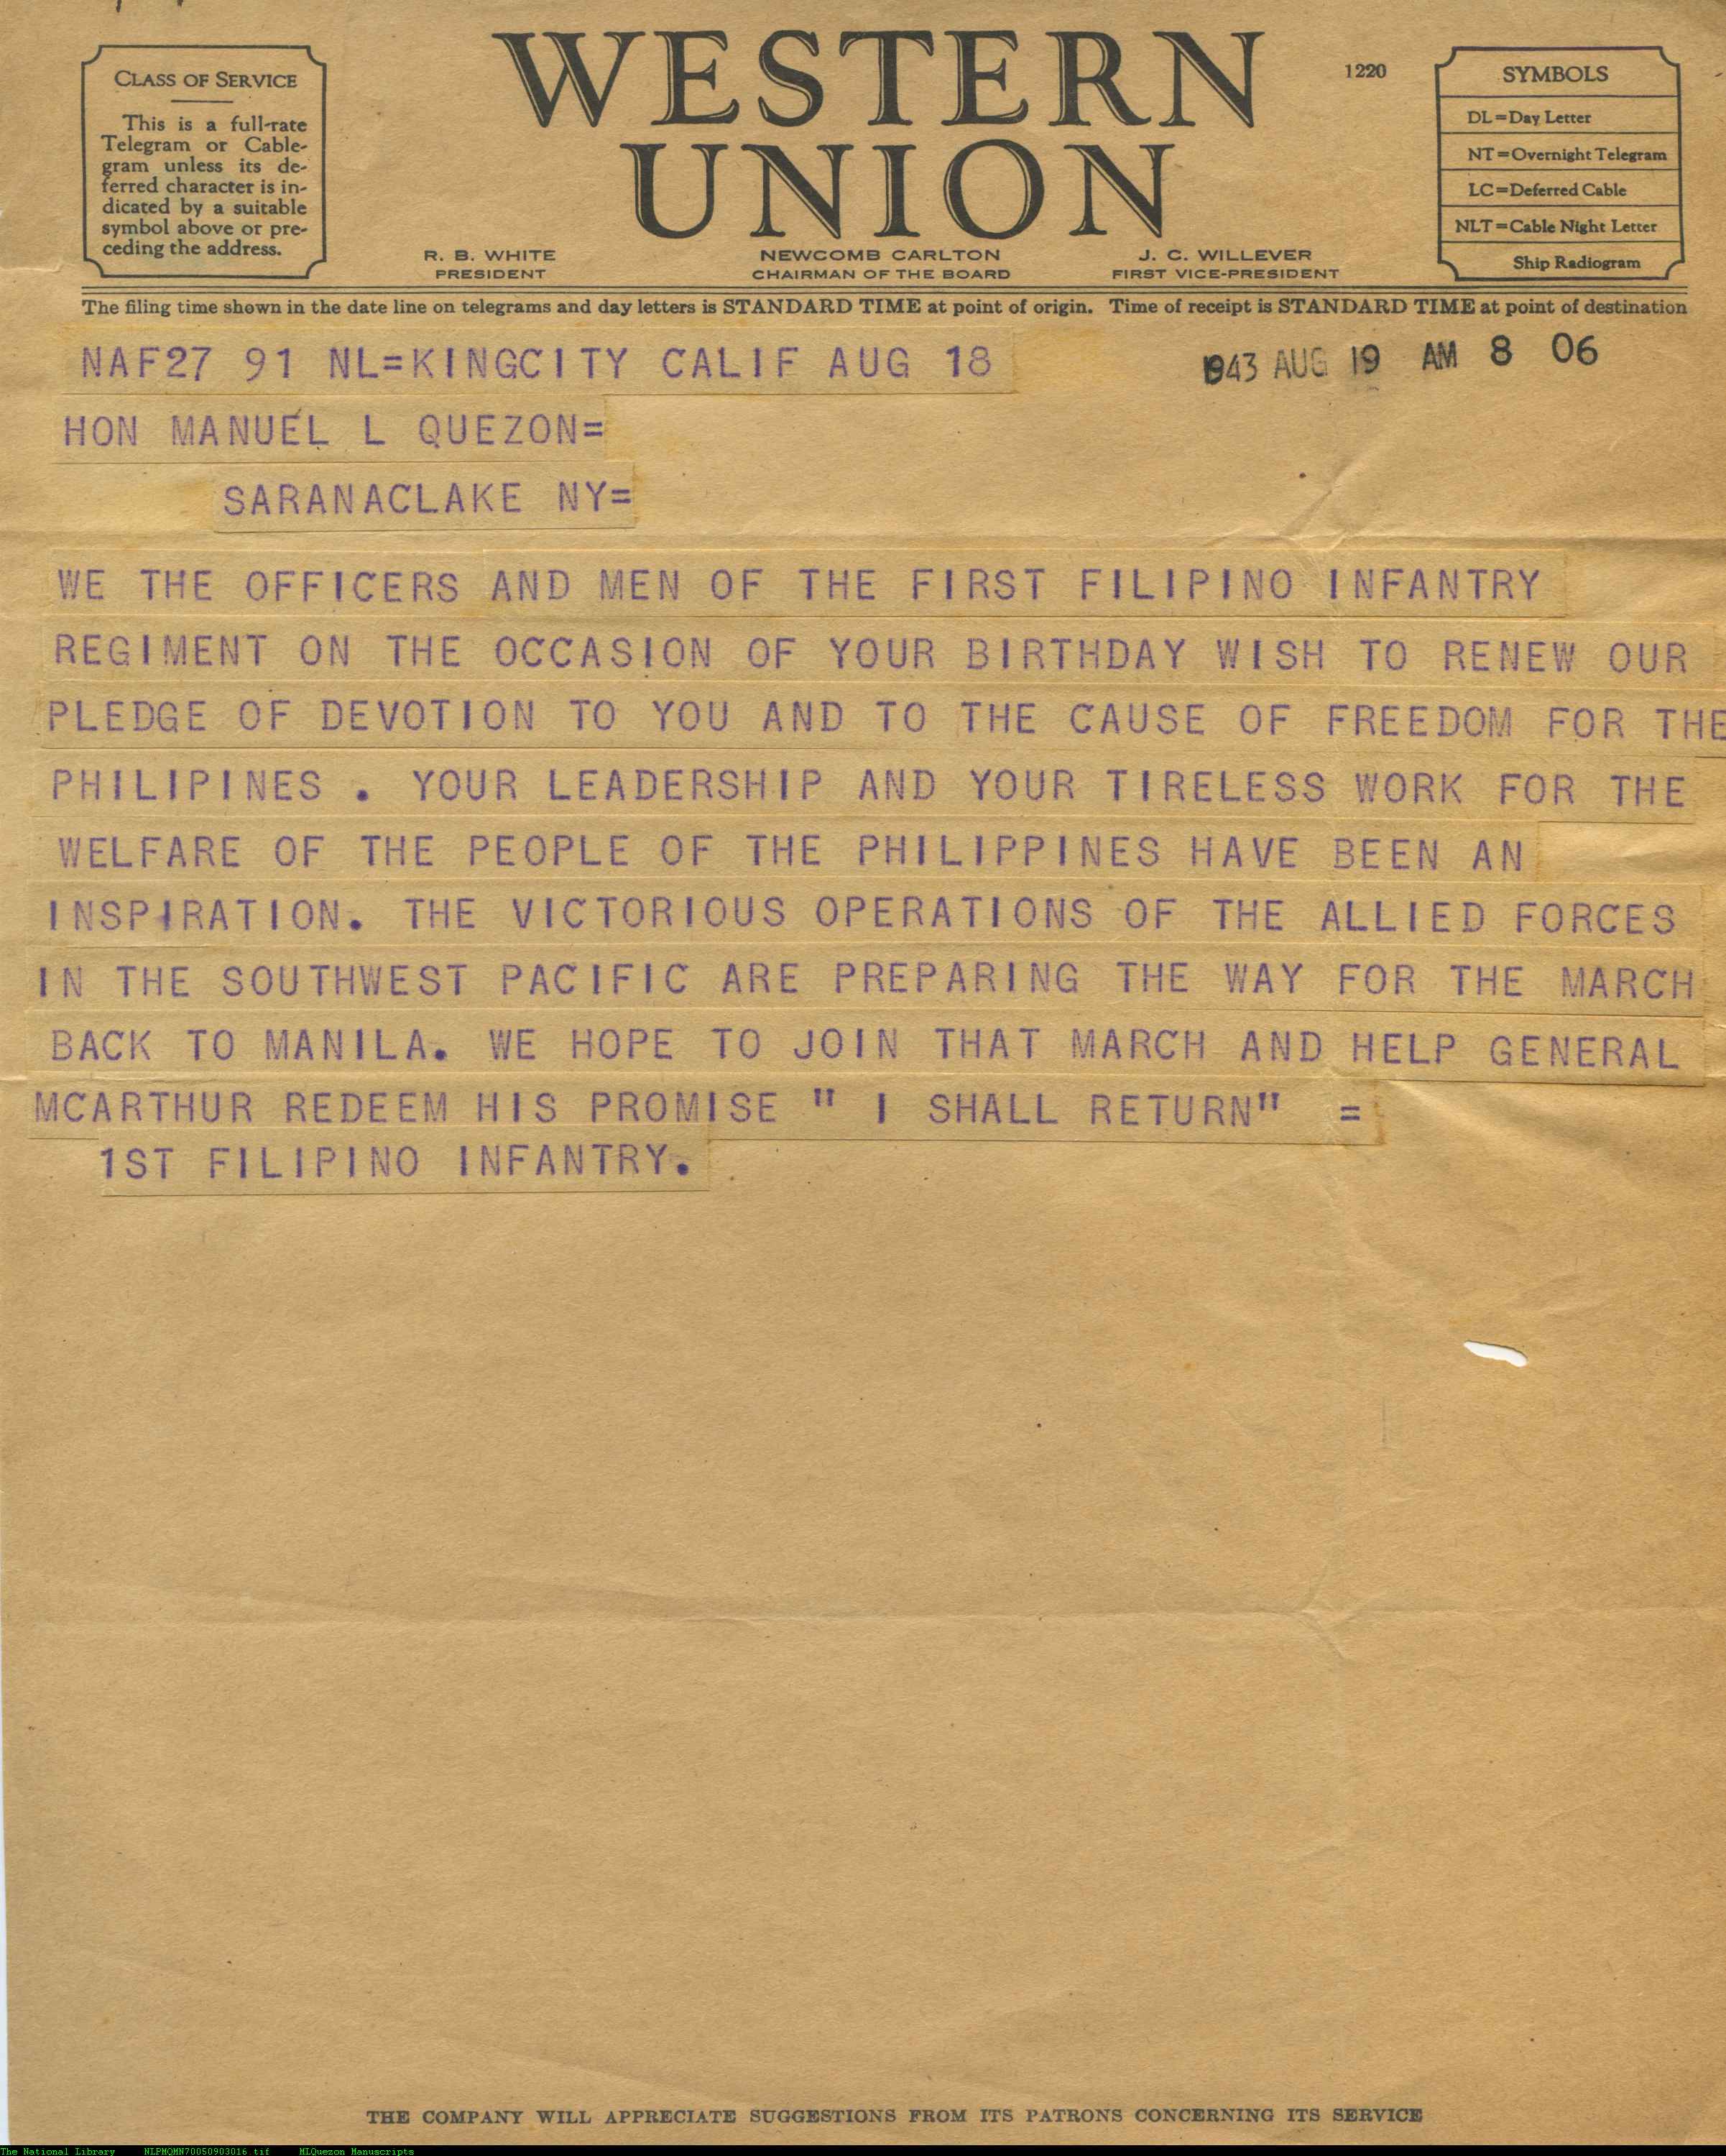 WESTERN
UNION
1220
CLASS OF SERVICE
This is a full-rate
Telegram or Cable-
gram unless its de-
ferred character is in-
dicated by a suitable
symbol above or pre-
ceding the address.
SYMBOLS
DL=Day Letter
NT=Overnight Telegram
LC=Deferred Cable
NLT=Cable Night Letter
Ship Radiogram
R. B. WHITE
PRESIDENT
NEWCOMB CARLTON
CHAIRMAN OF THE BOARD
J. C. WILLEVER
FIRST VICE-PRESIDENT
The filing time shown in the date line on telegrams and day letters is STANDARD TIME at point of origin. Time of receipt is STANDARD TIME at point of destination
NAF27 91 NL=KINGCITY CALIF AUG 18
1943 AUG 19 AM 8 06
HON MANUEL L QUEZON=
SARANACLAKE NY=
WE THE OFFICERS AND MEN OF THE FIRST FILIPINO INFANTRY
REGIMENT ON THE OCCASION OF YOUR BIRTHDAY WISH TO RENEW OUR
PLEDGE OF DEVOTION TO YOU AND TO THE CAUSE OF FREEDOM FOR THE
PHILIPINES . YOUR LEADERSHIP AND YOUR TIRELESS WORK FOR THE
WELFARE OF THE PEOPLE OF THE PHILIPPINES HAVE BEEN AN
INSPIRATION. THE VICTORIOUS OPERATIONS OF THE ALLIED FORCES
IN THE SOUTHWEST PACIFIC ARE PREPARING THE WAY FOR THE MARCH
BACK TO MANILA. WE HOPE TO JOIN THAT MARCH AND HELP GENERAL
MCARTHUR REDEEM HIS PROMISE " I SHALL RETURN" =
1ST FILIPINO INFANTRY.
THE COMPANY WILL APPRECIATE SUGGESTIONS FROM ITS PATRONS CONCERNING ITS SERVICE
The National Library NLPMQMN70050903016.tif MLQuezon Manuscripts